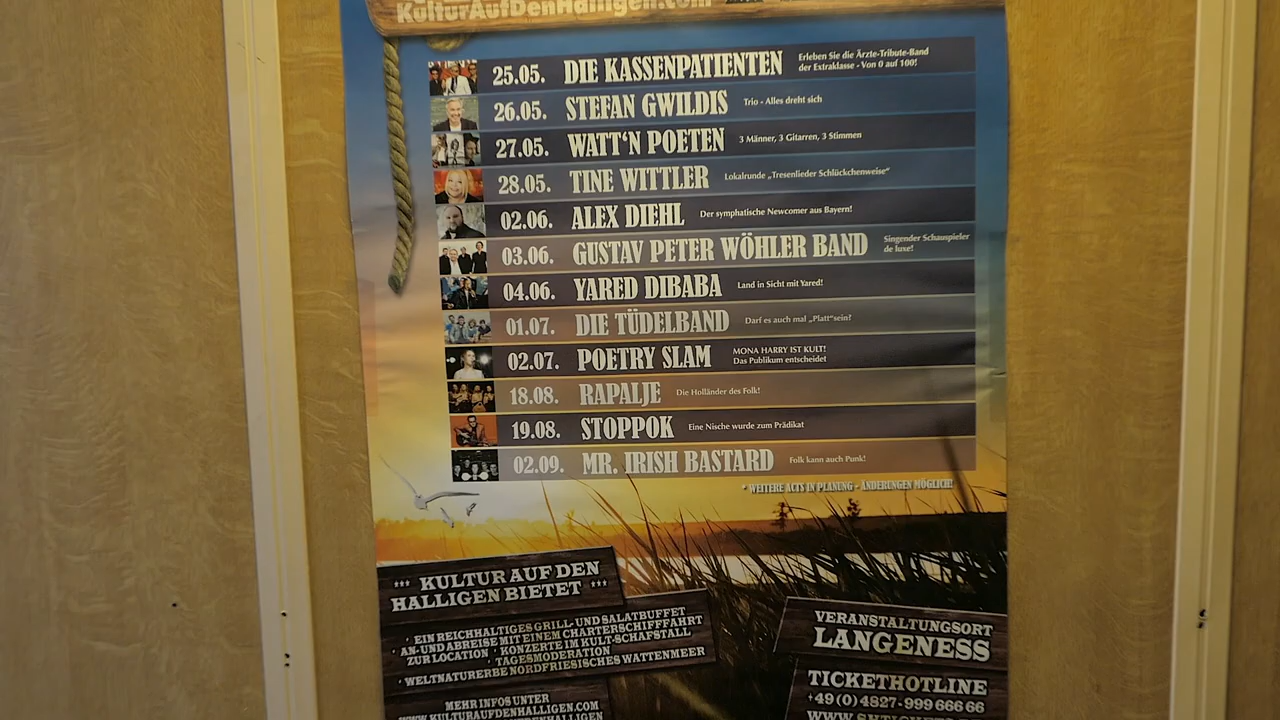 KulturAufDenHalligen.com
25.05. DIE KASSENPATIENTEN Erleben Sie die Ärzte-Tribute-Band
der Extraklasse - Von 0 auf 100!
26.05. STEFAN GWILDIS Trio - Alles dreht sich
27.05. WATT'N POETEN 3 Männer, 3 Gitarren, 3 Stimmen
28.05. TINE WITTLER Lokalrunde „Tresenlieder Schlückchenweise“
02.06. ALEX DIEHL Der symphatische Newcomer aus Bayern!
03.06. GUSTAV PETER WÖHLER BAND Singender Schauspieler
de luxe!
04.06. YARED DIBABA Land in Sicht mit Yared!
01.07. DIE TÜDELBAND Darf es auch mal „Platt“sein?
02.07. POETRY SLAM MONA HARRY IST KULT!
Das Publikum entscheidet
18.08. RAPALJE Die Holländer des Folk!
19.08. STOPPOK Eine Nische wurde zum Prädikat
02.09. MR. IRISH BASTARD Folk kann auch Punk!
* WEITERE ACTS IN PLANUNG - ÄNDERUNGEN MÖGLICH!
*** KULTUR AUF DEN
HALLIGEN BIETET ***
* EIN REICHHALTIGES GRILL- UND SALATBUFFET
* AN- UND ABREISE MIT EINEM CHARTERSCHIFFFAHRT
ZUR LOCATION * KONZERTE IM KULT-SCHAFSTALL
* TAGESMODERATION
* WELTNATURERBE NORDFRIESISCHES WATTENMEER
MEHR INFOS UNTER
WWW.KULTURAUFDENHALLIGEN.COM
VERANSTALTUNGSORT
LANGENESS
TICKETHOTLINE
+49 (0) 4827-999 666 66